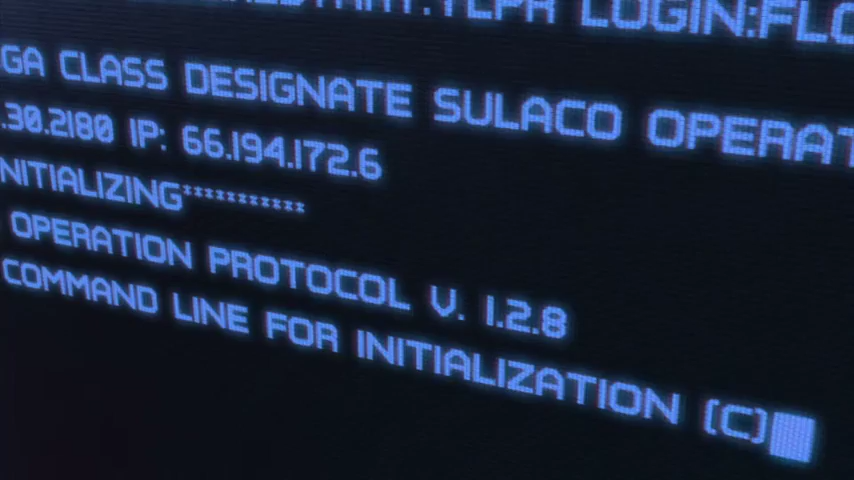 LOGIN:FLO
GA CLASS DESIGNATE SULACO OPERAT
.30.2180 IP: 66.194.172.6
NITIALIZING***********
OPERATION PROTOCOL V. 1.2.8
COMMAND LINE FOR INITIALIZATION (C)